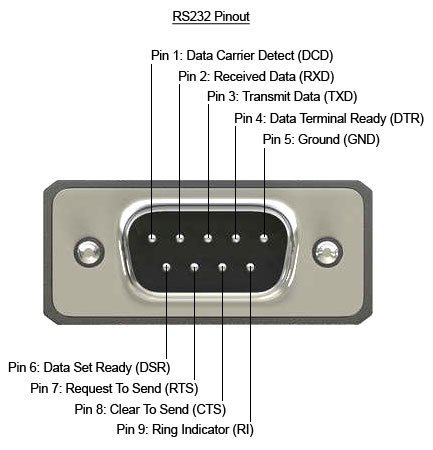 RS232 Pinout
Pin 1: Data Carrier Detect (DCD)
Pin 2: Received Data (RXD)
Pin 3: Transmit Data (TXD)
Pin 4: Data Terminal Ready (DTR)
Pin 5: Ground (GND)
Pin 6: Data Set Ready (DSR)
Pin 7: Request To Send (RTS)
Pin 8: Clear To Send (CTS)
Pin 9: Ring Indicator (RI)